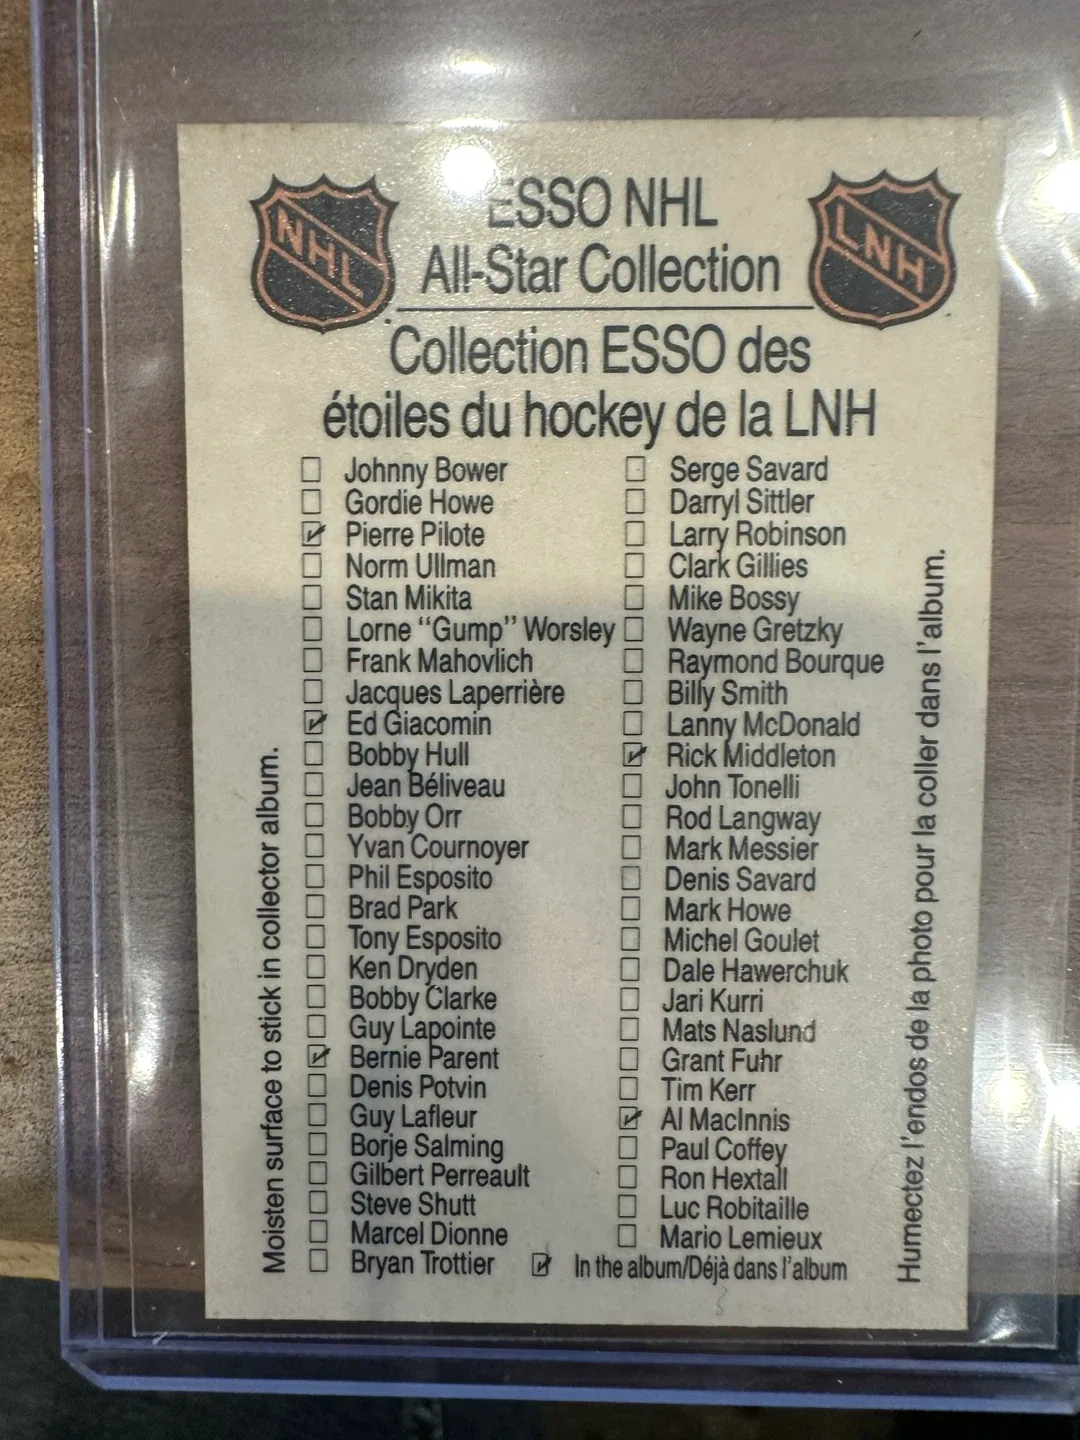 NHL
LNH
ESSO NHL
All-Star Collection
Collection ESSO des
étoiles du hockey de la LNH
Johnny Bower
Gordie Howe
Pierre Pilote
Norm Ullman
Stan Mikita
Lorne "Gump" Worsley
Frank Mahovlich
Jacques Laperrière
Ed Giacomin
Bobby Hull
Jean Béliveau
Bobby Orr
Yvan Cournoyer
Phil Esposito
Brad Park
Tony Esposito
Ken Dryden
Bobby Clarke
Guy Lapointe
Bernie Parent
Denis Potvin
Guy Lafleur
Borje Salming
Gilbert Perreault
Steve Shutt
Marcel Dionne
Bryan Trottier
Serge Savard
Darryl Sittler
Larry Robinson
Clark Gillies
Mike Bossy
Wayne Gretzky
Raymond Bourque
Billy Smith
Lanny McDonald
Rick Middleton
John Tonelli
Rod Langway
Mark Messier
Denis Savard
Mark Howe
Michel Goulet
Dale Hawerchuk
Jari Kurri
Mats Naslund
Grant Fuhr
Tim Kerr
Al MacInnis
Paul Coffey
Ron Hextall
Luc Robitaille
Mario Lemieux
In the album/Déjà dans l'album
Moisten surface to stick in collector album.
Humectez l'endos de la photo pour la coller dans l'album.